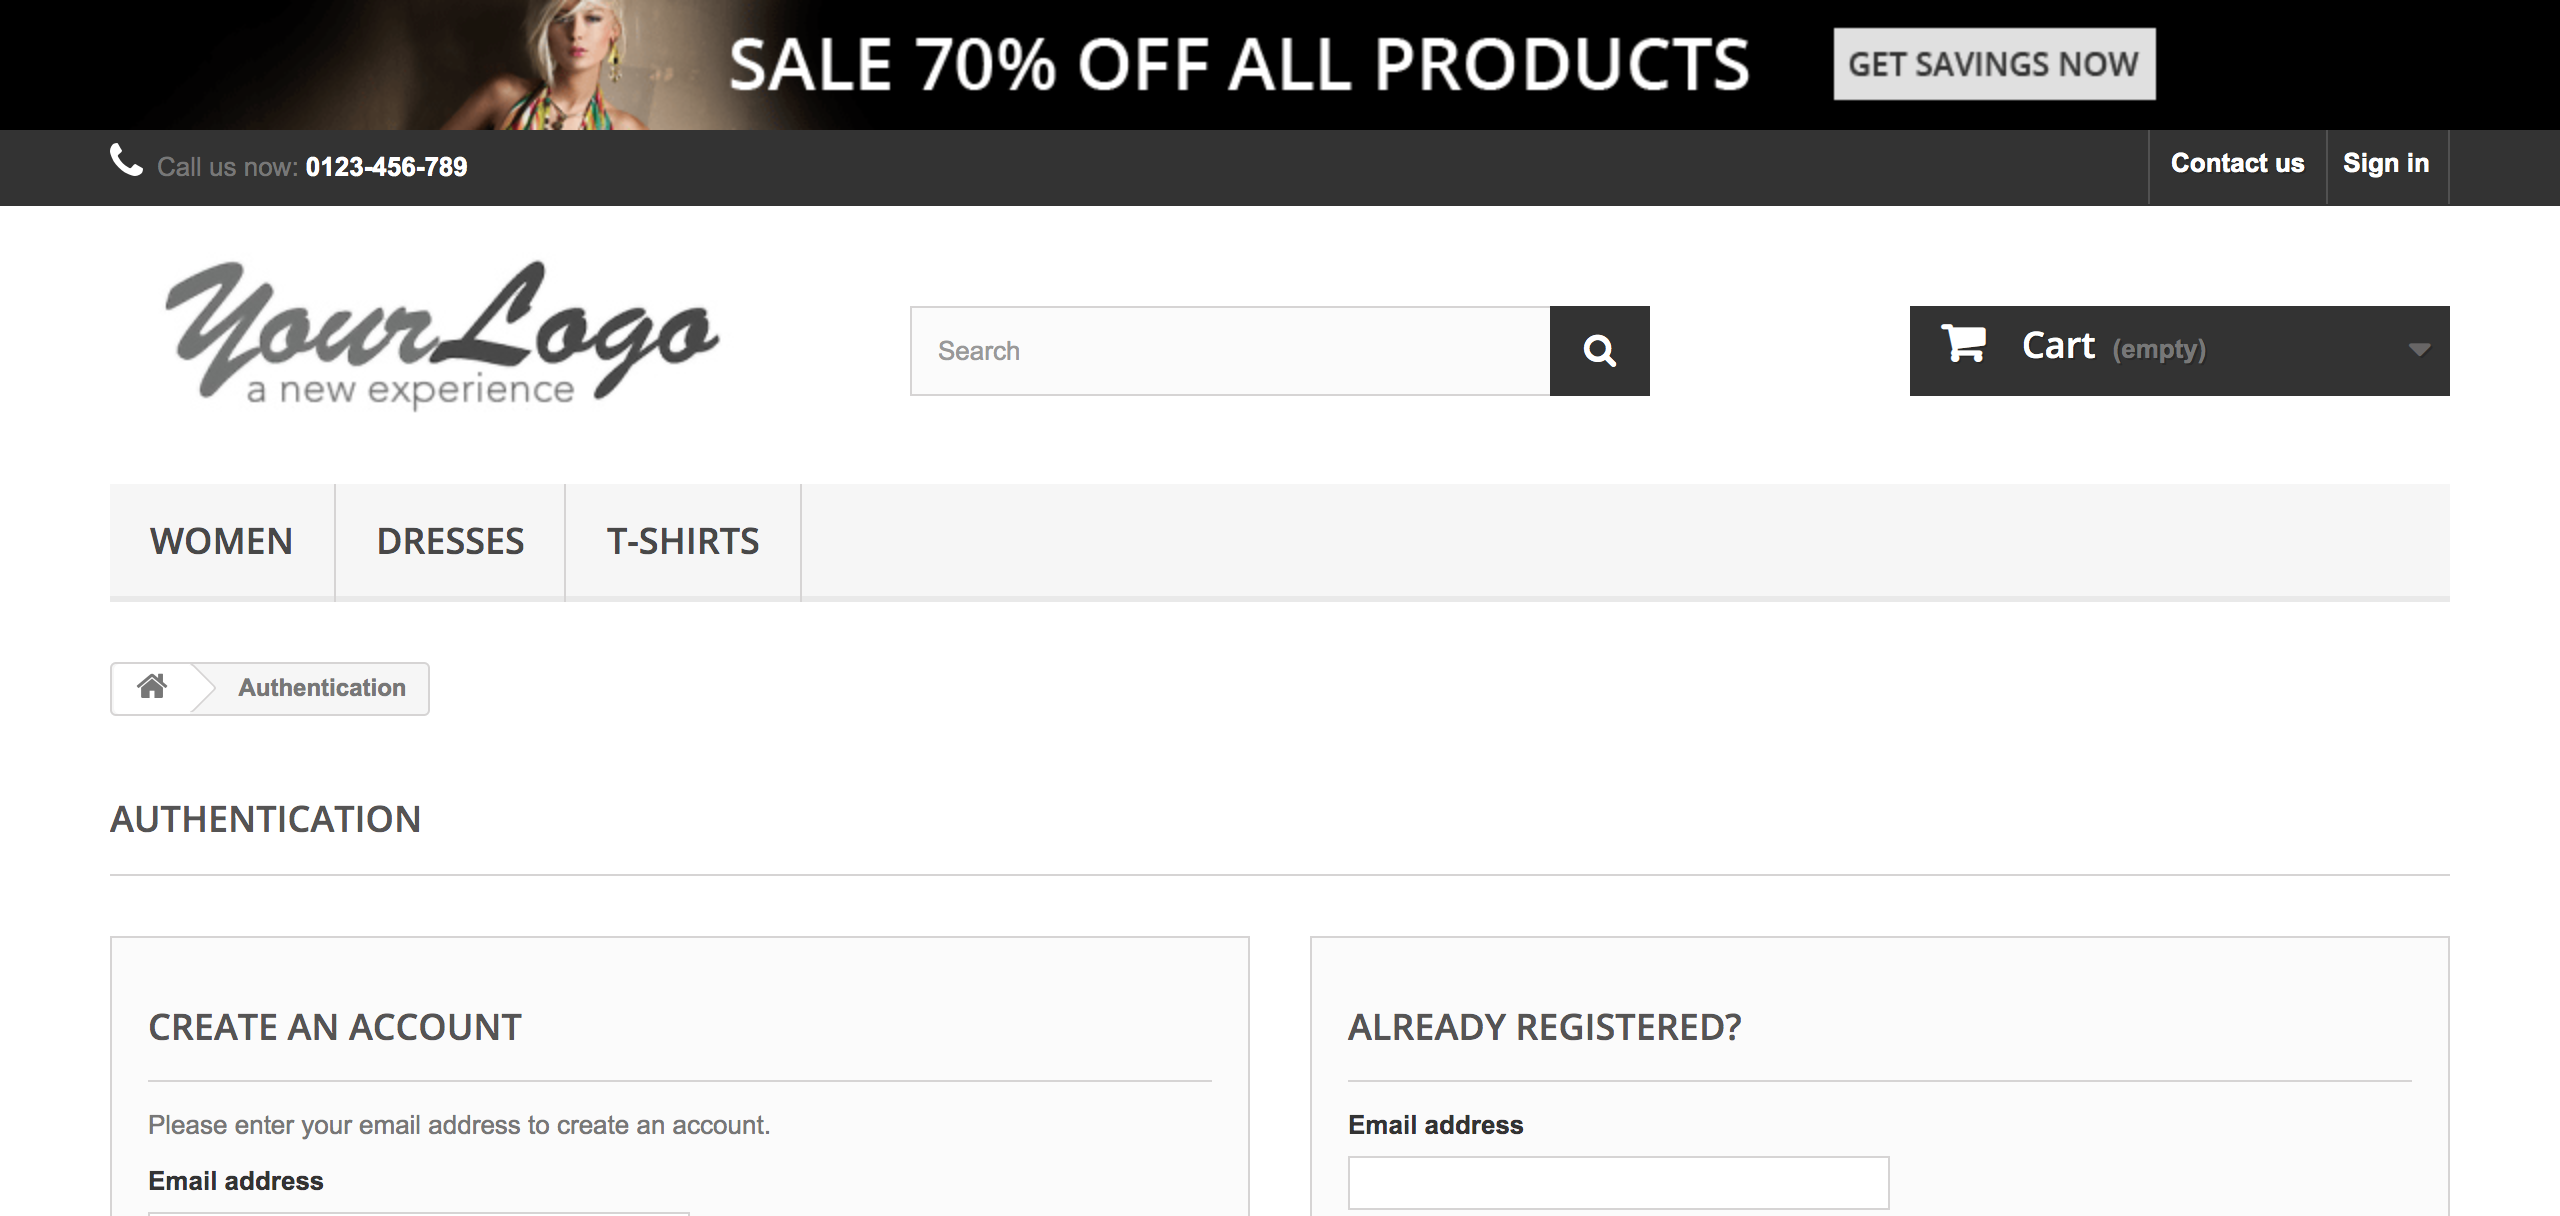 SALE 70% OFF ALL PRODUCTS
GET SAVINGS NOW
Call us now: 0123-456-789
Contact us
Sign in
YourLogo
a new experience
Search
Cart (empty)
WOMEN
DRESSES
T-SHIRTS
Authentication
AUTHENTICATION
CREATE AN ACCOUNT
Please enter your email address to create an account.
Email address
ALREADY REGISTERED?
Email address